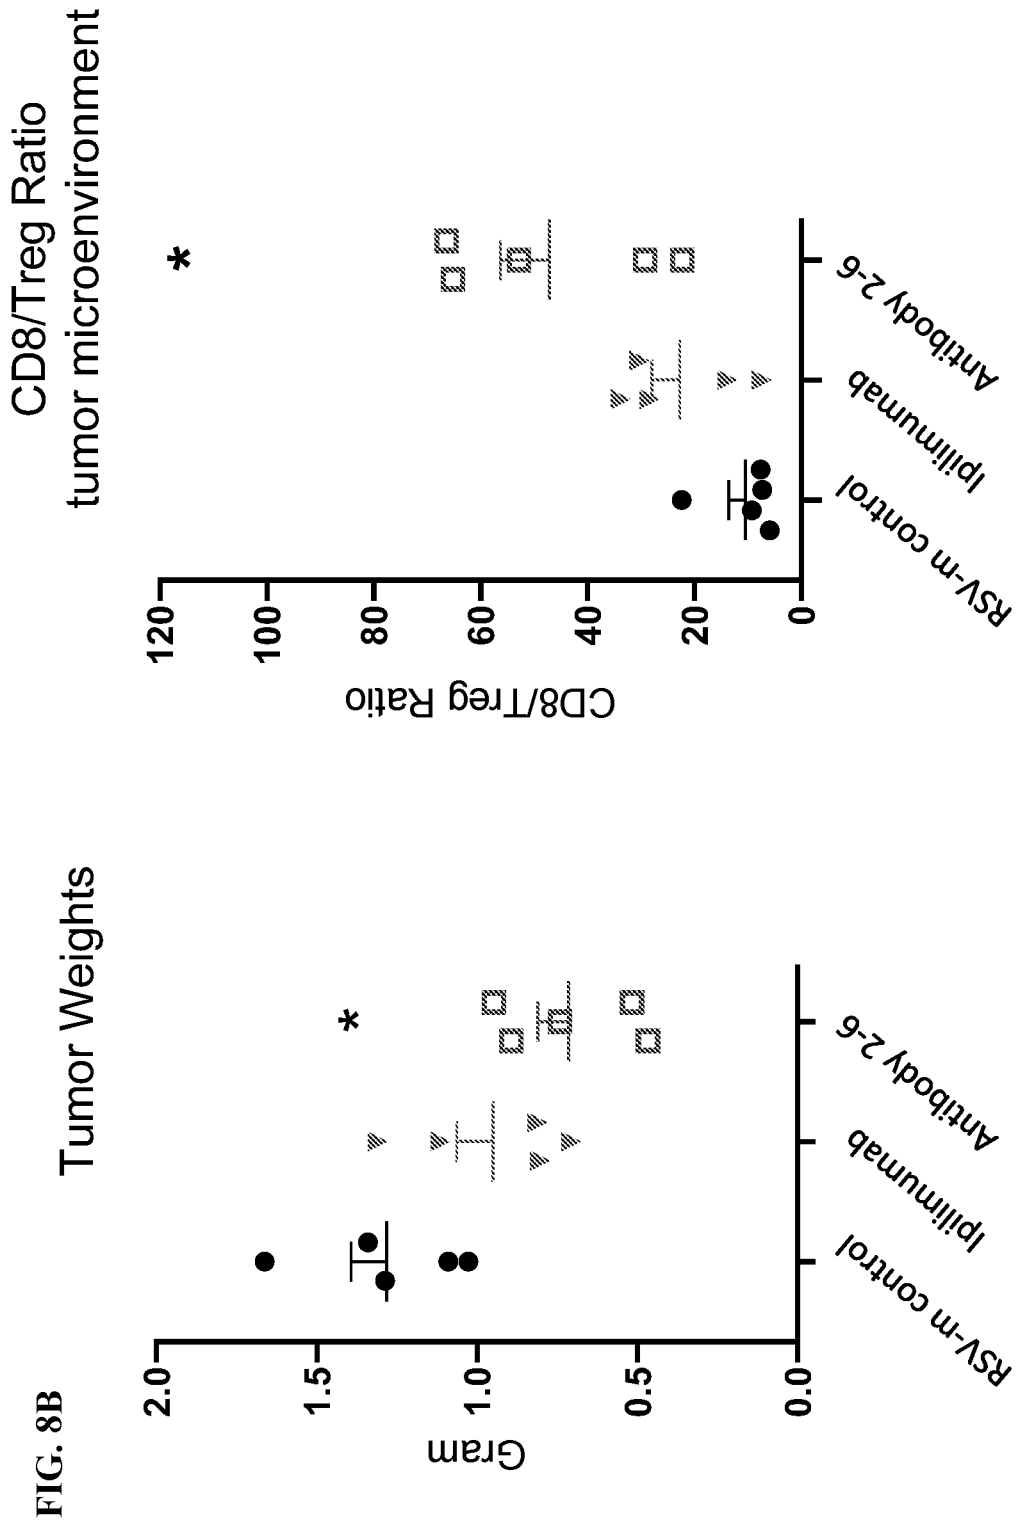 FIG. 8B
Tumor Weights
Gram
2.0
1.5
1.0
0.5
0.0
*
RSV-m control
Ipilimumab
Antibody 2-6
CD8/Treg Ratio
tumor microenvironment
CD8/Treg Ratio
120
100
80
60
40
20
0
*
RSV-m control
Ipilimumab
Antibody 2-6